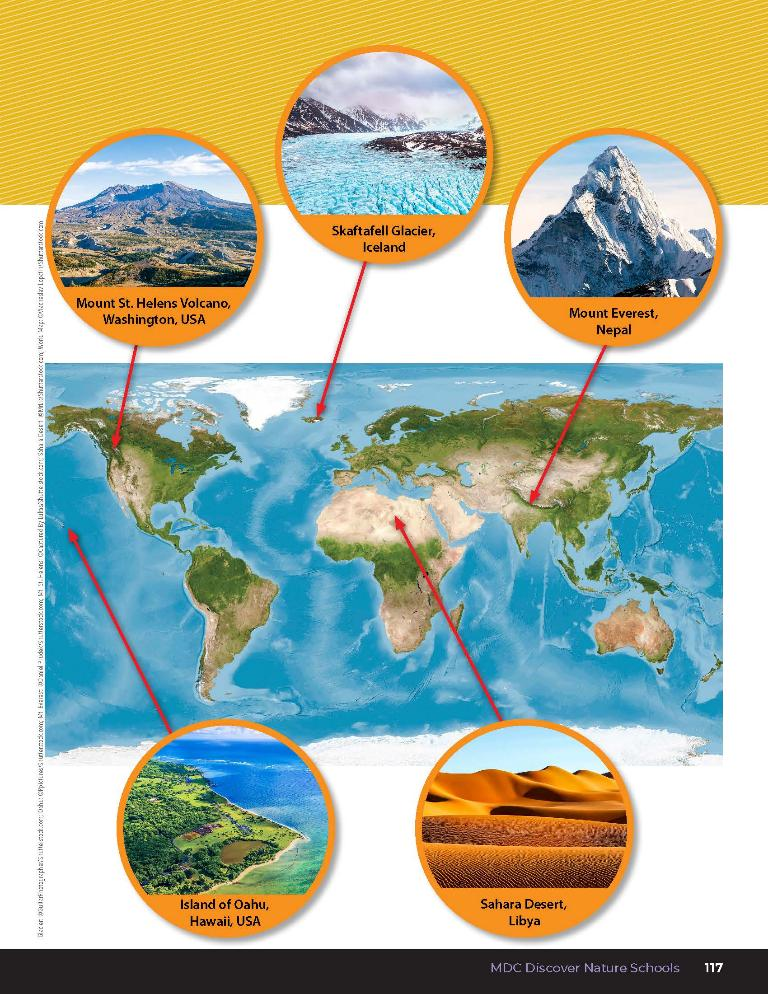 Skaftafell Glacier,
Iceland
Mount St. Helens Volcano,
Washington, USA
Mount Everest,
Nepal
Island of Oahu,
Hawaii, USA
Sahara Desert,
Libya
MDC Discover Nature Schools 117